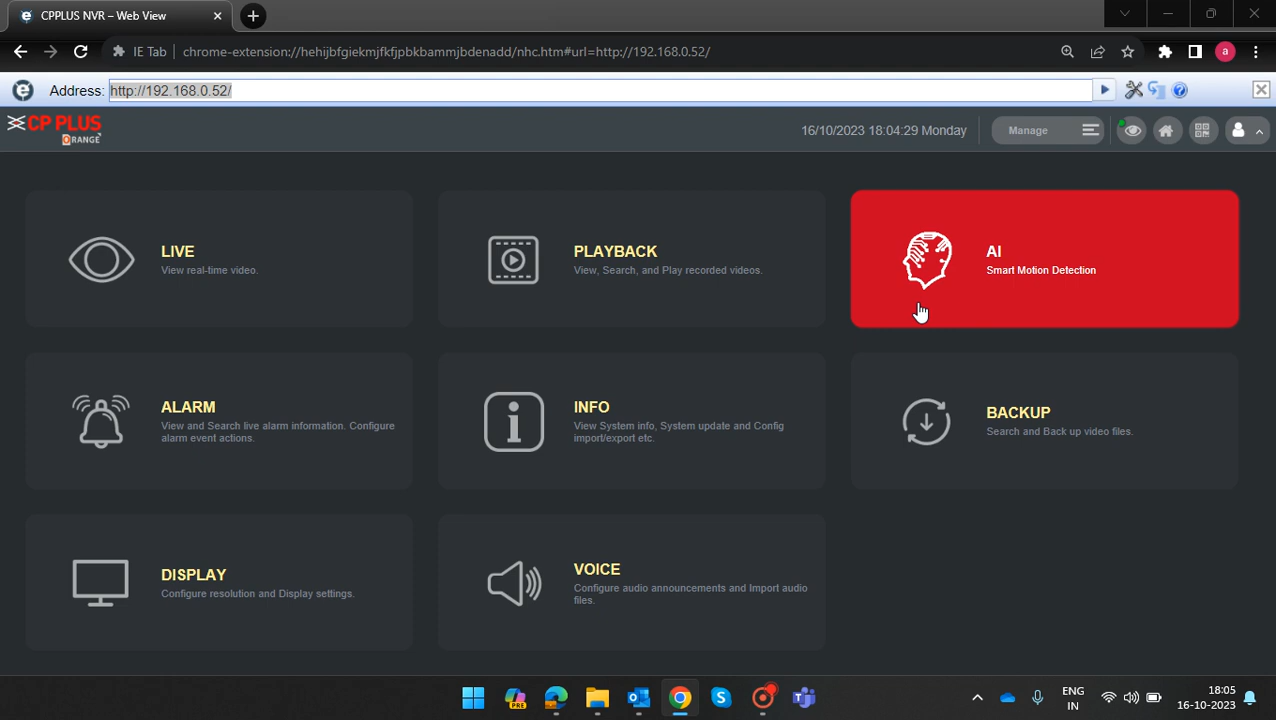 CPPLUS NVR – Web View
IE Tab
chrome-extension://hehijbfgiekmjfkfjpbkbammjbdenadd/nhc.htm#url=http://192.168.0.52/
a
Address: http://192.168.0.52/
CP PLUS
ORANGE
16/10/2023 18:04:29 Monday
Manage
LIVE
View real-time video.
PLAYBACK
View, Search, and Play recorded videos.
AI
Smart Motion Detection
ALARM
View and Search live alarm information. Configure
alarm event actions.
INFO
View System info, System update and Config
import/export etc.
BACKUP
Search and Back up video files.
DISPLAY
Configure resolution and Display settings.
VOICE
Configure audio announcements and Import audio
files.
PRE
ENG
IN
18:05
16-10-2023